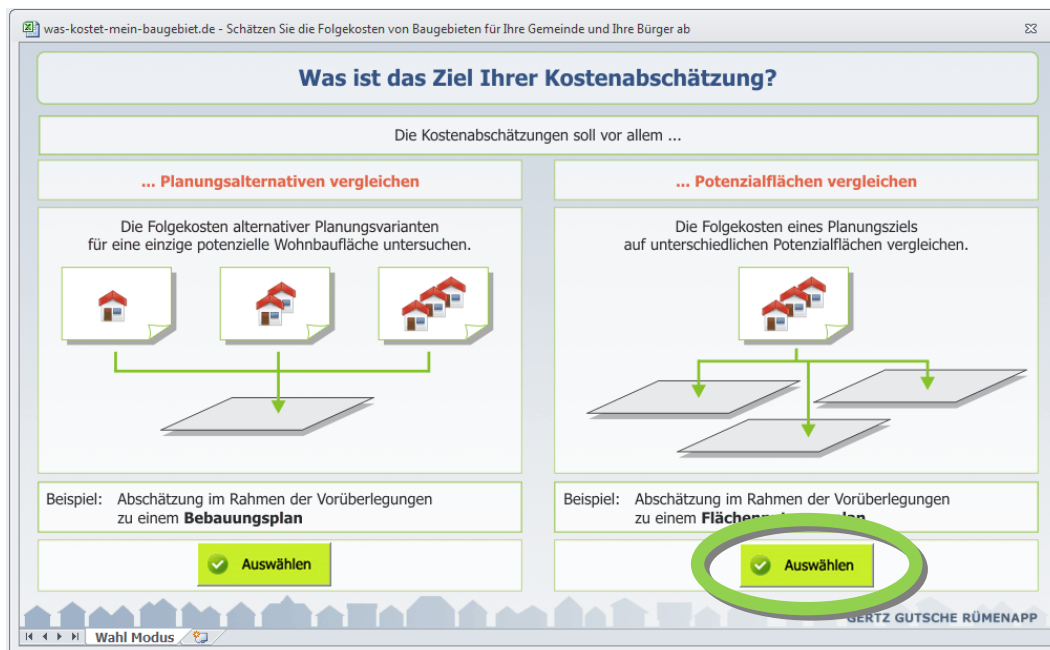 was-kostet-mein-baugebiet.de - Schätzen Sie die Folgekosten von Baugebieten für Ihre Gemeinde und Ihre Bürger ab
Was ist das Ziel Ihrer Kostenabschätzung?
Die Kostenabschätzungen soll vor allem ...
... Planungsalternativen vergleichen
Die Folgekosten alternativer Planungsvarianten
für eine einzige potenzielle Wohnbaufläche untersuchen.
Beispiel: Abschätzung im Rahmen der Vorüberlegungen
zu einem Bebauungsplan
Auswählen
... Potenzialflächen vergleichen
Die Folgekosten eines Planungsziels
auf unterschiedlichen Potenzialflächen vergleichen.
Beispiel: Abschätzung im Rahmen der Vorüberlegungen
zu einem
Auswählen
GERTZ GUTSCHE RÜMENAPP
Wahl Modus